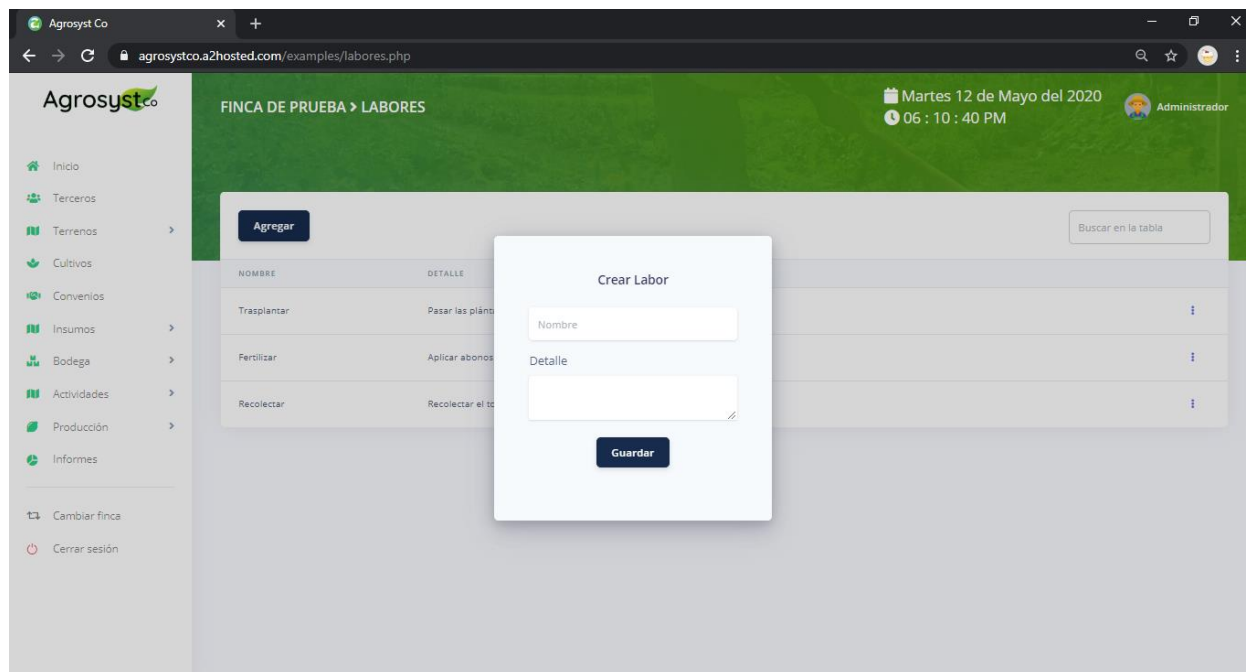 Agrosyst Co
agrosystco.a2hosted.com/examples/labores.php
Agrosystco
FINCA DE PRUEBA > LABORES
Martes 12 de Mayo del 2020
06 : 10 : 40 PM
Administrador
Inicio
Terceros
Terrenos
Cultivos
Convenios
Insumos
Bodega
Actividades
Producción
Informes
Cambiar finca
Cerrar sesión
Agregar
Buscar en la tabla
NOMBRE DETALLE
Trasplantar Pasar las
Fertilizar Aplicar abonos
Recolectar Recolectar el
Crear Labor
Nombre
Detalle
Guardar